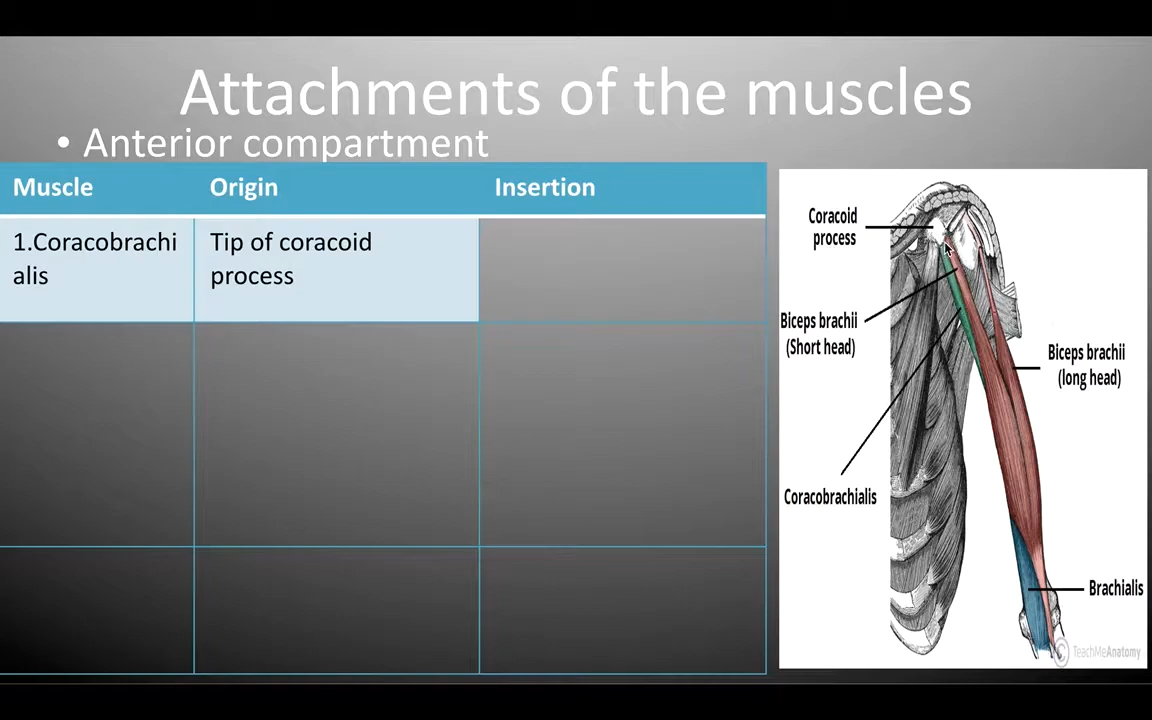 Attachments of the muscles
• Anterior compartment
Muscle Origin Insertion
1.Coracobrachi
alis
Tip of coracoid
process
Coracoid
process
Biceps brachii
(Short head)
Biceps brachii
(long head)
Coracobrachialis
Brachialis
© TeachMeAnatomy